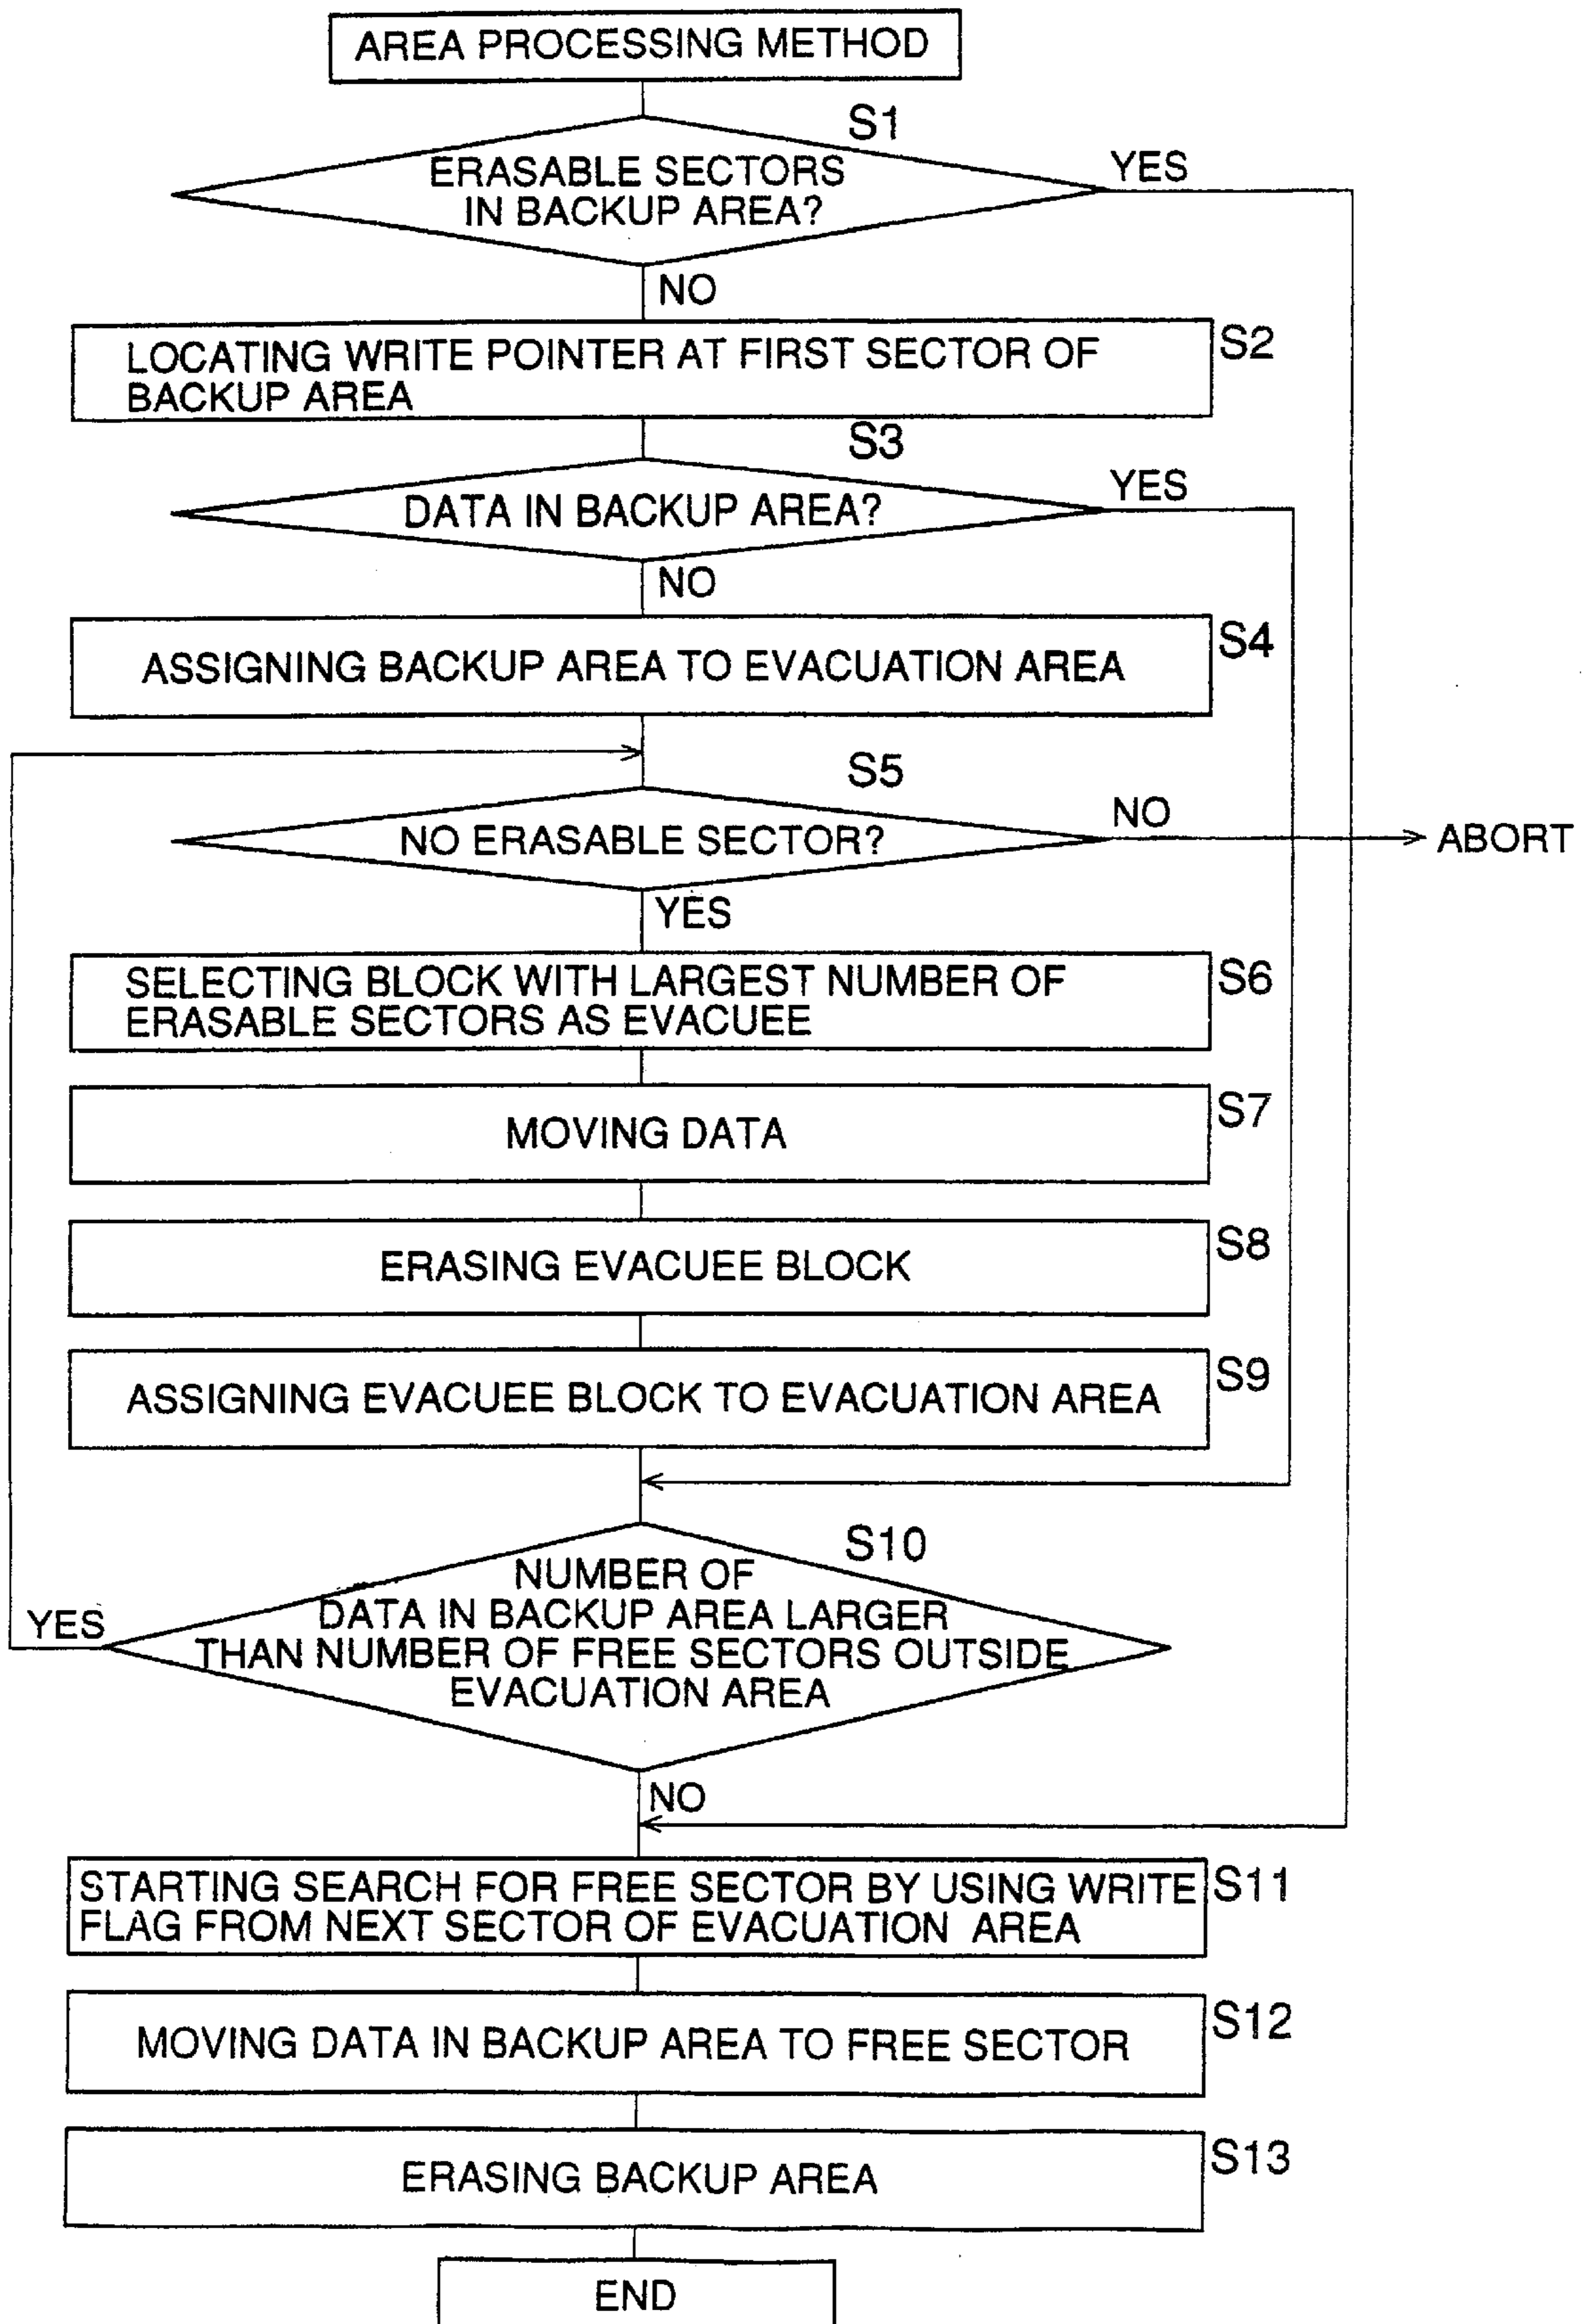 AREA PROCESSING METHOD
S1
ERASABLE SECTORS
IN BACKUP AREA?
YES
NO
LOCATING WRITE POINTER AT FIRST SECTOR OF
BACKUP AREA
S2
S3
DATA IN BACKUP AREA?
YES
NO
ASSIGNING BACKUP AREA TO EVACUATION AREA
S4
S5
NO ERASABLE SECTOR?
NO
ABORT
YES
SELECTING BLOCK WITH LARGEST NUMBER OF
ERASABLE SECTORS AS EVACUEE
S6
MOVING DATA
S7
ERASING EVACUEE BLOCK
S8
ASSIGNING EVACUEE BLOCK TO EVACUATION AREA
S9
S10
NUMBER OF
DATA IN BACKUP AREA LARGER
THAN NUMBER OF FREE SECTORS OUTSIDE
EVACUATION AREA
YES
NO
STARTING SEARCH FOR FREE SECTOR BY USING WRITE
FLAG FROM NEXT SECTOR OF EVACUATION AREA
S11
MOVING DATA IN BACKUP AREA TO FREE SECTOR
S12
ERASING BACKUP AREA
S13
END